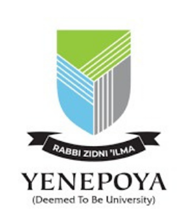 RABBI ZIDNI 'ILMA
YENEPOYA
(Deemed To Be University)